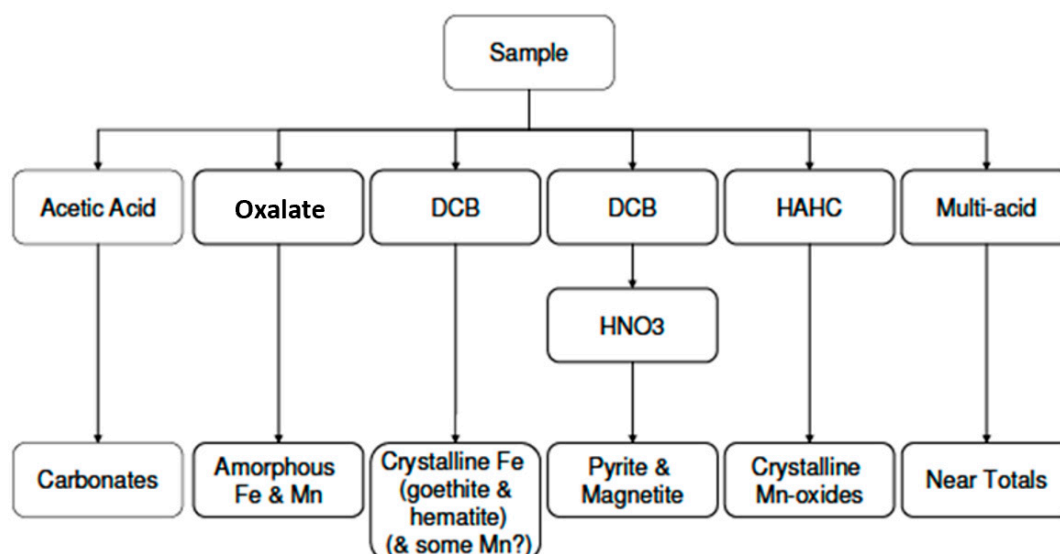 Sample
Acetic Acid
Oxalate
DCB
DCB
HAHC
Multi-acid
HNO3
Carbonates
Amorphous
Fe & Mn
Crystalline Fe
(goethite &
hematite)
(& some Mn?)
Pyrite &
Magnetite
Crystalline
Mn-oxides
Near Totals